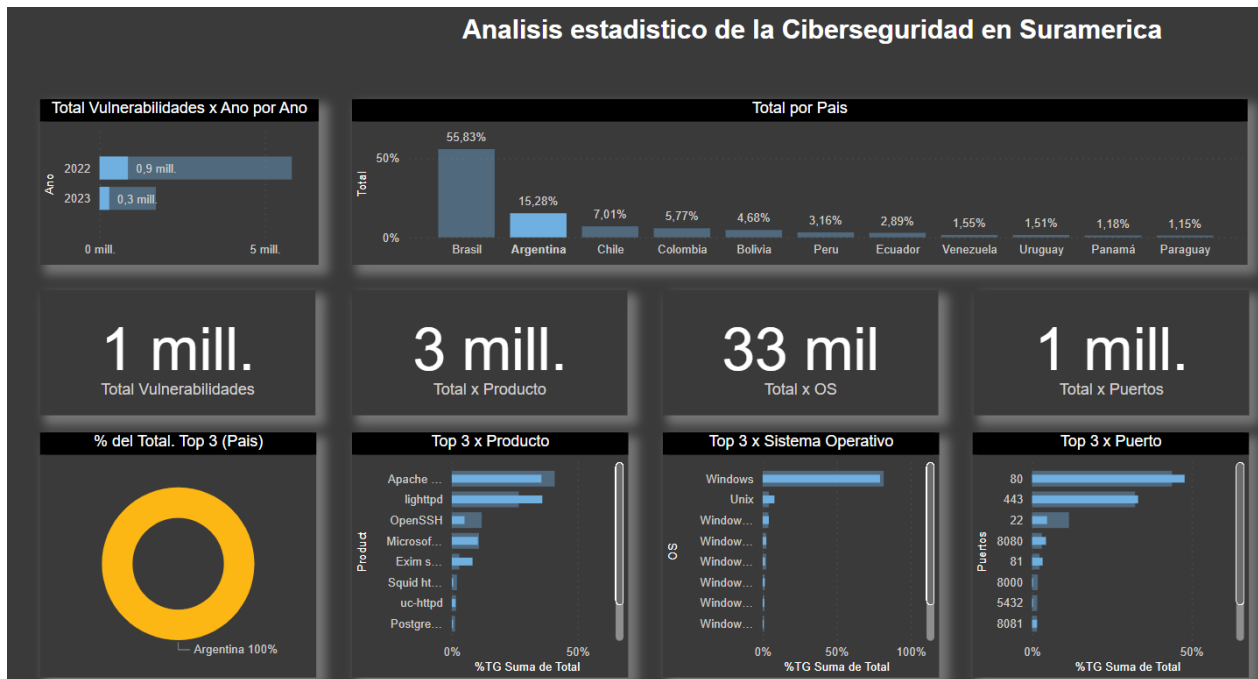 Analisis estadistico de la Ciberseguridad en Suramerica
Total Vulnerabilidades x Ano por Ano
Ano
2022
0,9 mill.
2023
0,3 mill.
0 mill.
5 mill.
Total por Pais
Total
50%
0%
55,83%
15,28%
7,01%
5,77%
4,68%
3,16%
2,89%
1,55%
1,51%
1,18%
1,15%
Brasil
Argentina
Chile
Colombia
Bolivia
Peru
Ecuador
Venezuela
Uruguay
Panamá
Paraguay
1 mill.
Total Vulnerabilidades
3 mill.
Total x Producto
33 mil
Total x OS
1 mill.
Total x Puertos
% del Total. Top 3 (Pais)
Argentina 100%
Top 3 x Producto
Product
Apache ...
lighttpd
OpenSSH
Microsof...
Exim s...
Squid ht...
uc-httpd
Postgre...
0%
50%
%TG Suma de Total
Top 3 x Sistema Operativo
OS
Windows
Unix
Window...
Window...
Window...
Window...
Window...
Window...
0%
50%
100%
%TG Suma de Total
Top 3 x Puerto
Puertos
80
443
22
8080
81
8000
5432
8081
0%
50%
%TG Suma de Total